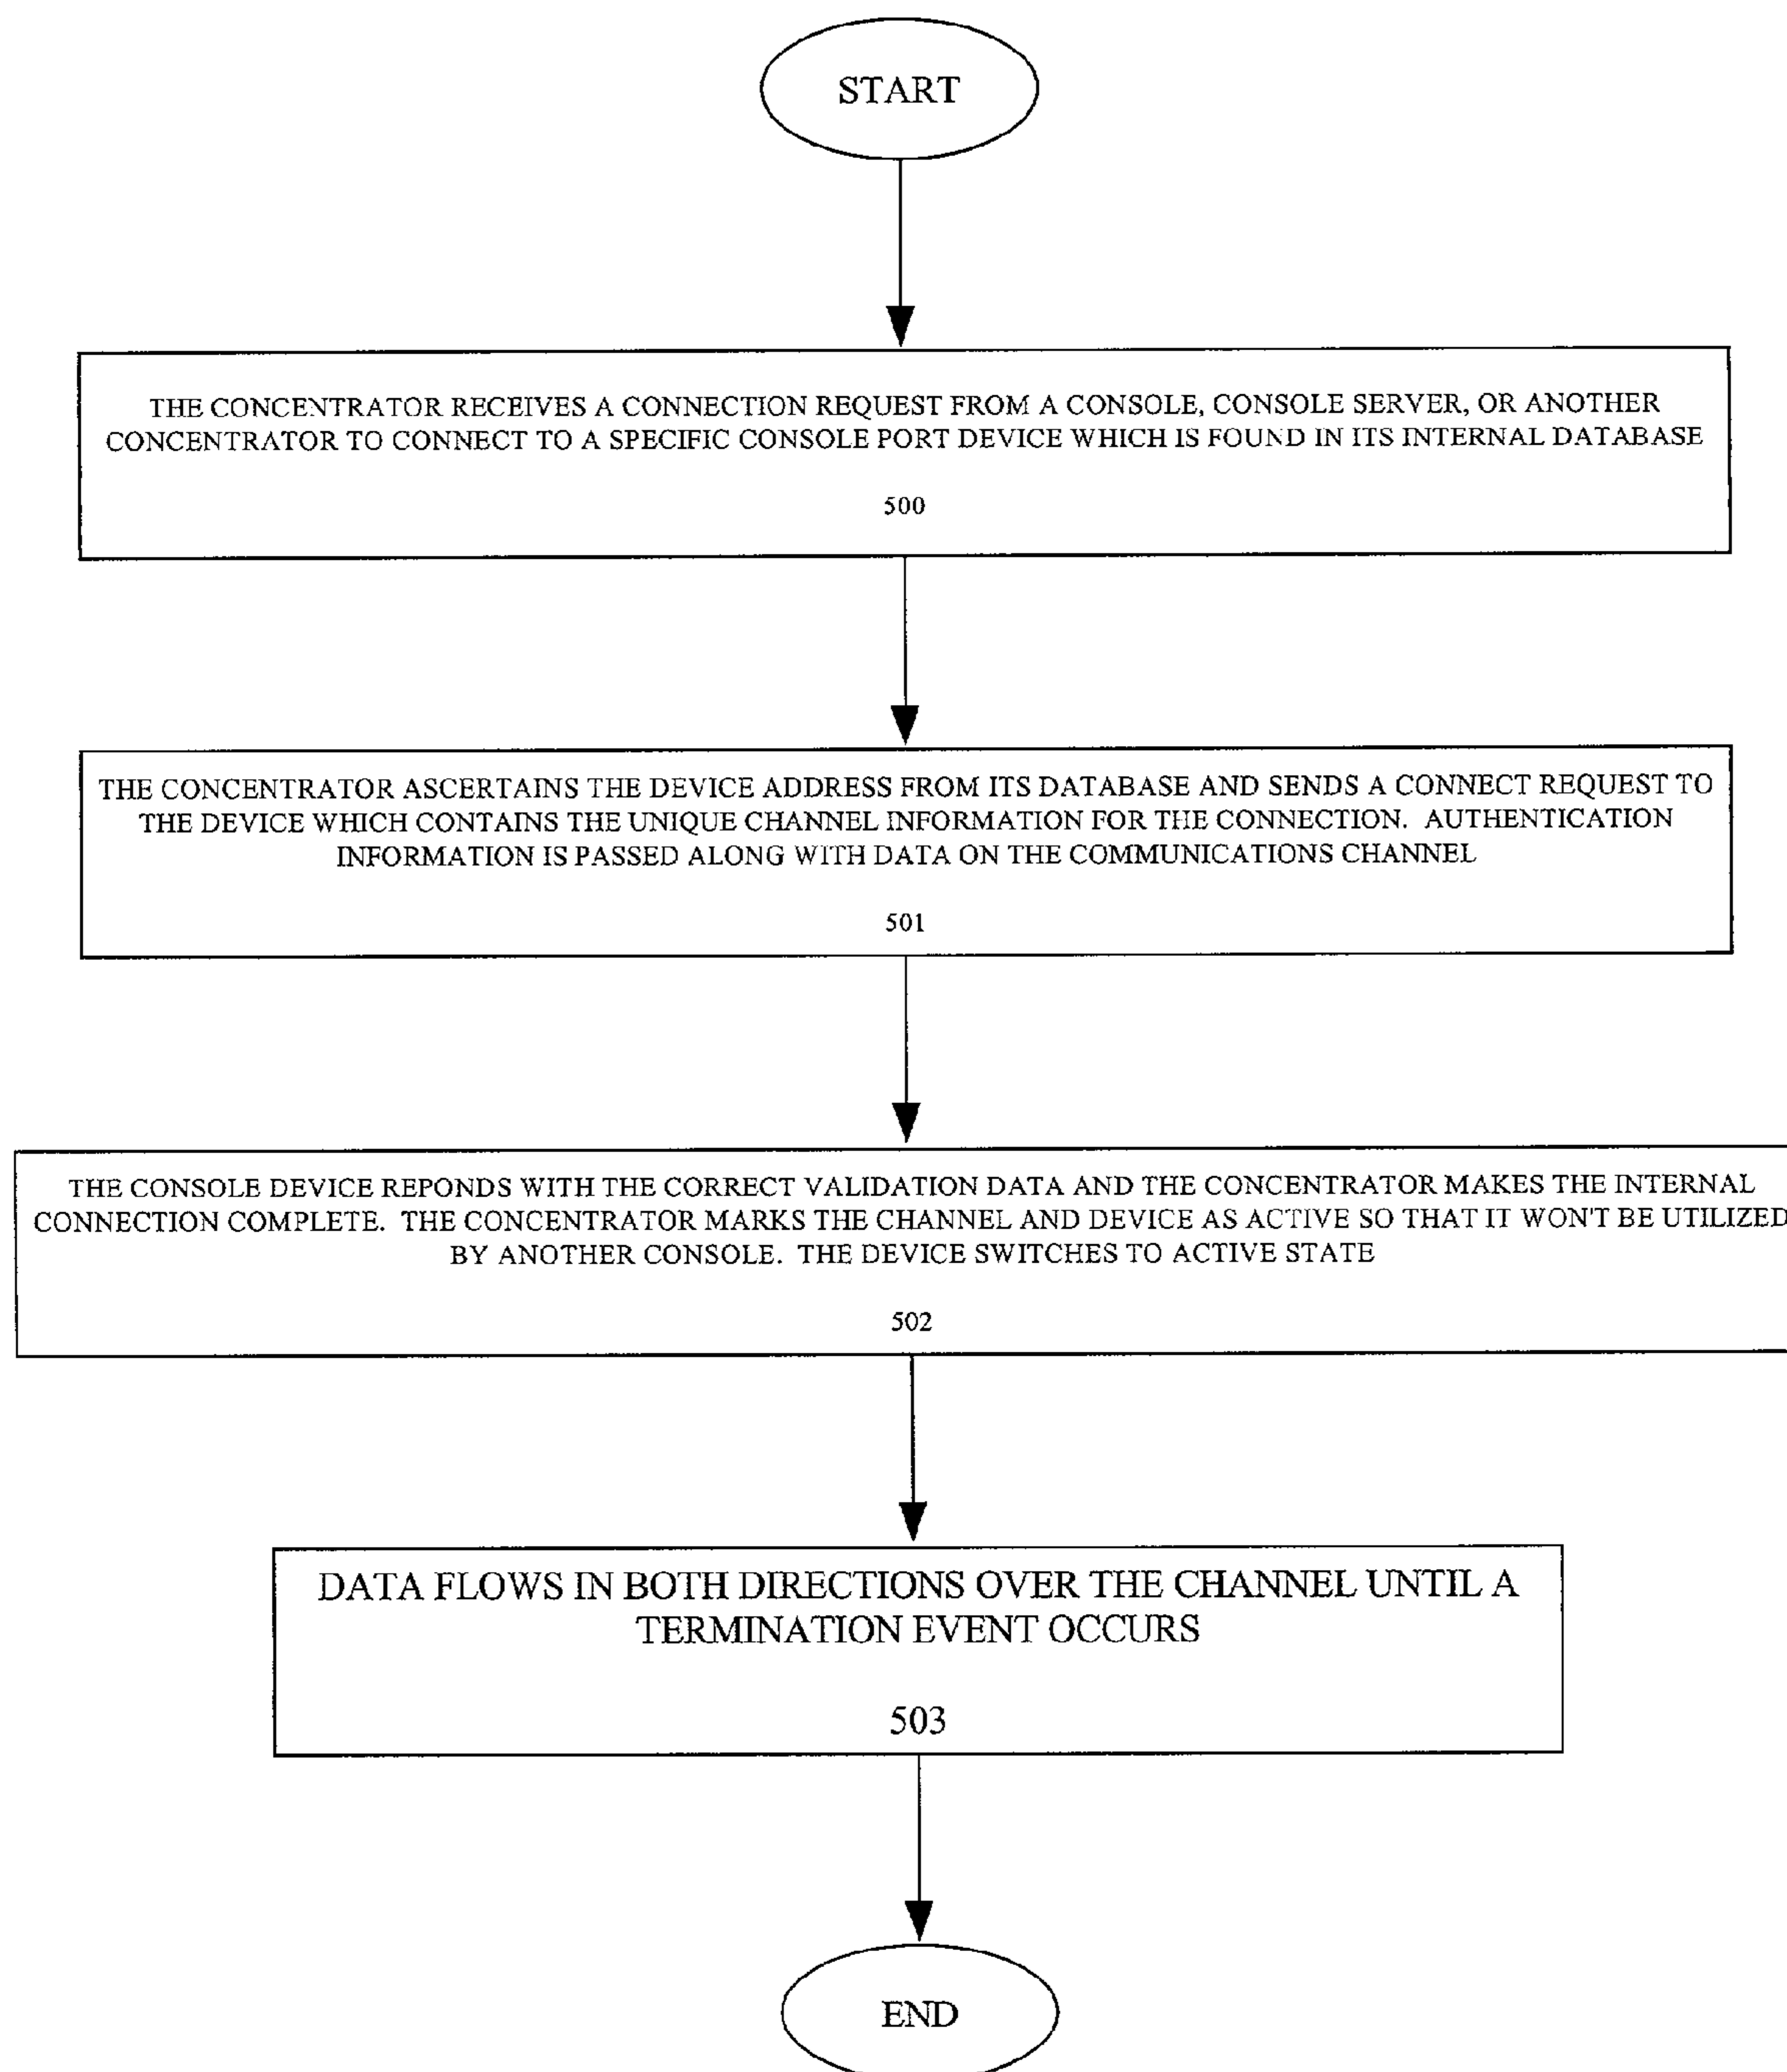 START
THE CONCENTRATOR RECEIVES A CONNECTION REQUEST FROM A CONSOLE, CONSOLE SERVER, OR ANOTHER
CONCENTRATOR TO CONNECT TO A SPECIFIC CONSOLE PORT DEVICE WHICH IS FOUND IN ITS INTERNAL DATABASE
500
THE CONCENTRATOR ASCERTAINS THE DEVICE ADDRESS FROM ITS DATABASE AND SENDS A CONNECT REQUEST TO
THE DEVICE WHICH CONTAINS THE UNIQUE CHANNEL INFORMATION FOR THE CONNECTION. AUTHENTICATION
INFORMATION IS PASSED ALONG WITH DATA ON THE COMMUNICATIONS CHANNEL
501
THE CONSOLE DEVICE REPONDS WITH THE CORRECT VALIDATION DATA AND THE CONCENTRATOR MAKES THE INTERNAL
CONNECTION COMPLETE. THE CONCENTRATOR MARKS THE CHANNEL AND DEVICE AS ACTIVE SO THAT IT WON'T BE UTILIZED
BY ANOTHER CONSOLE. THE DEVICE SWITCHES TO ACTIVE STATE
502
DATA FLOWS IN BOTH DIRECTIONS OVER THE CHANNEL UNTIL A
TERMINATION EVENT OCCURS
503
END